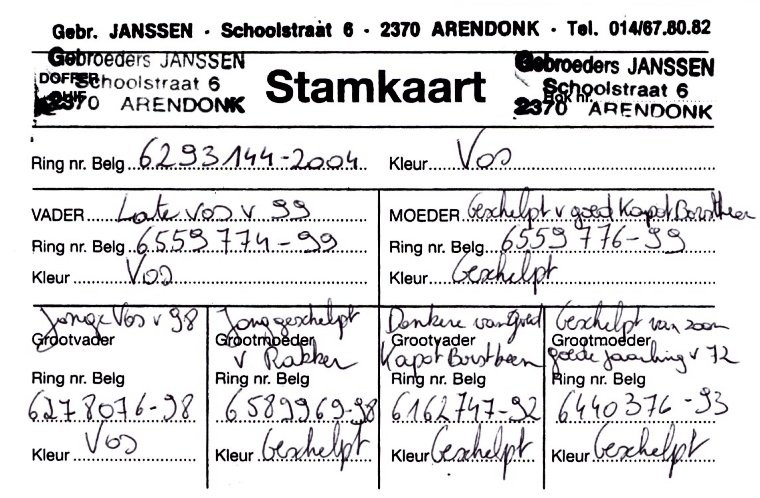 Gebr. JANSSEN · Schoolstraat 6 · 2370 ARENDONK · Tel. 014/67.80.82
Gebroeders JANSSEN
Schoolstraat 6
2370 ARENDONK
Stamkaart
Gebroeders JANSSEN
Schoolstraat 6
Hok nr.
2370 ARENDONK
Ring nr. Belg 6293144-2004 Kleur Vos
VADER Late Vos v 99
Ring nr. Belg 6559774-99
Kleur Vos
MOEDER Geschelpt v goed Kapot Borstbeen
Ring nr. Belg 6559776-99
Kleur Geschelpt
Jonge Vos v 98
Grootvader
Ring nr. Belg
6278076-98
Kleur Vos
Jong geschelpt
Grootmoeder
v Rakker
Ring nr. Belg
6589969-98
Kleur Geschelpt
Donkere van Goed
Grootvader
Kapot Borstbeen
Ring nr. Belg
6162747-92
Kleur Geschelpt
Geschelpt van zoon
Grootmoeder
goede Jaarling v 72
Ring nr. Belg
6440376-93
Kleur Geschelpt